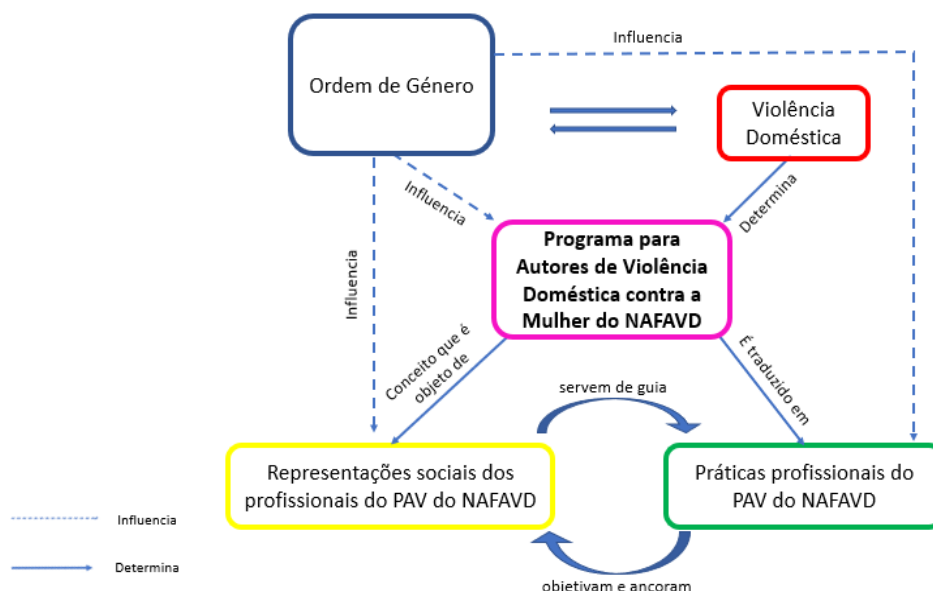 Influencia
Ordem de Género
Violência
Doméstica
Influencia
Determina
Influencia
Programa para
Autores de Violência
Doméstica contra a
Mulher do NAFAVD
Conceito que é
objeto de
É traduzido em
servem de guia
Representações sociais dos
profissionais do PAV do NAFAVD
Práticas profissionais do
PAV do NAFAVD
Influencia
Determina
objetivam e ancoram